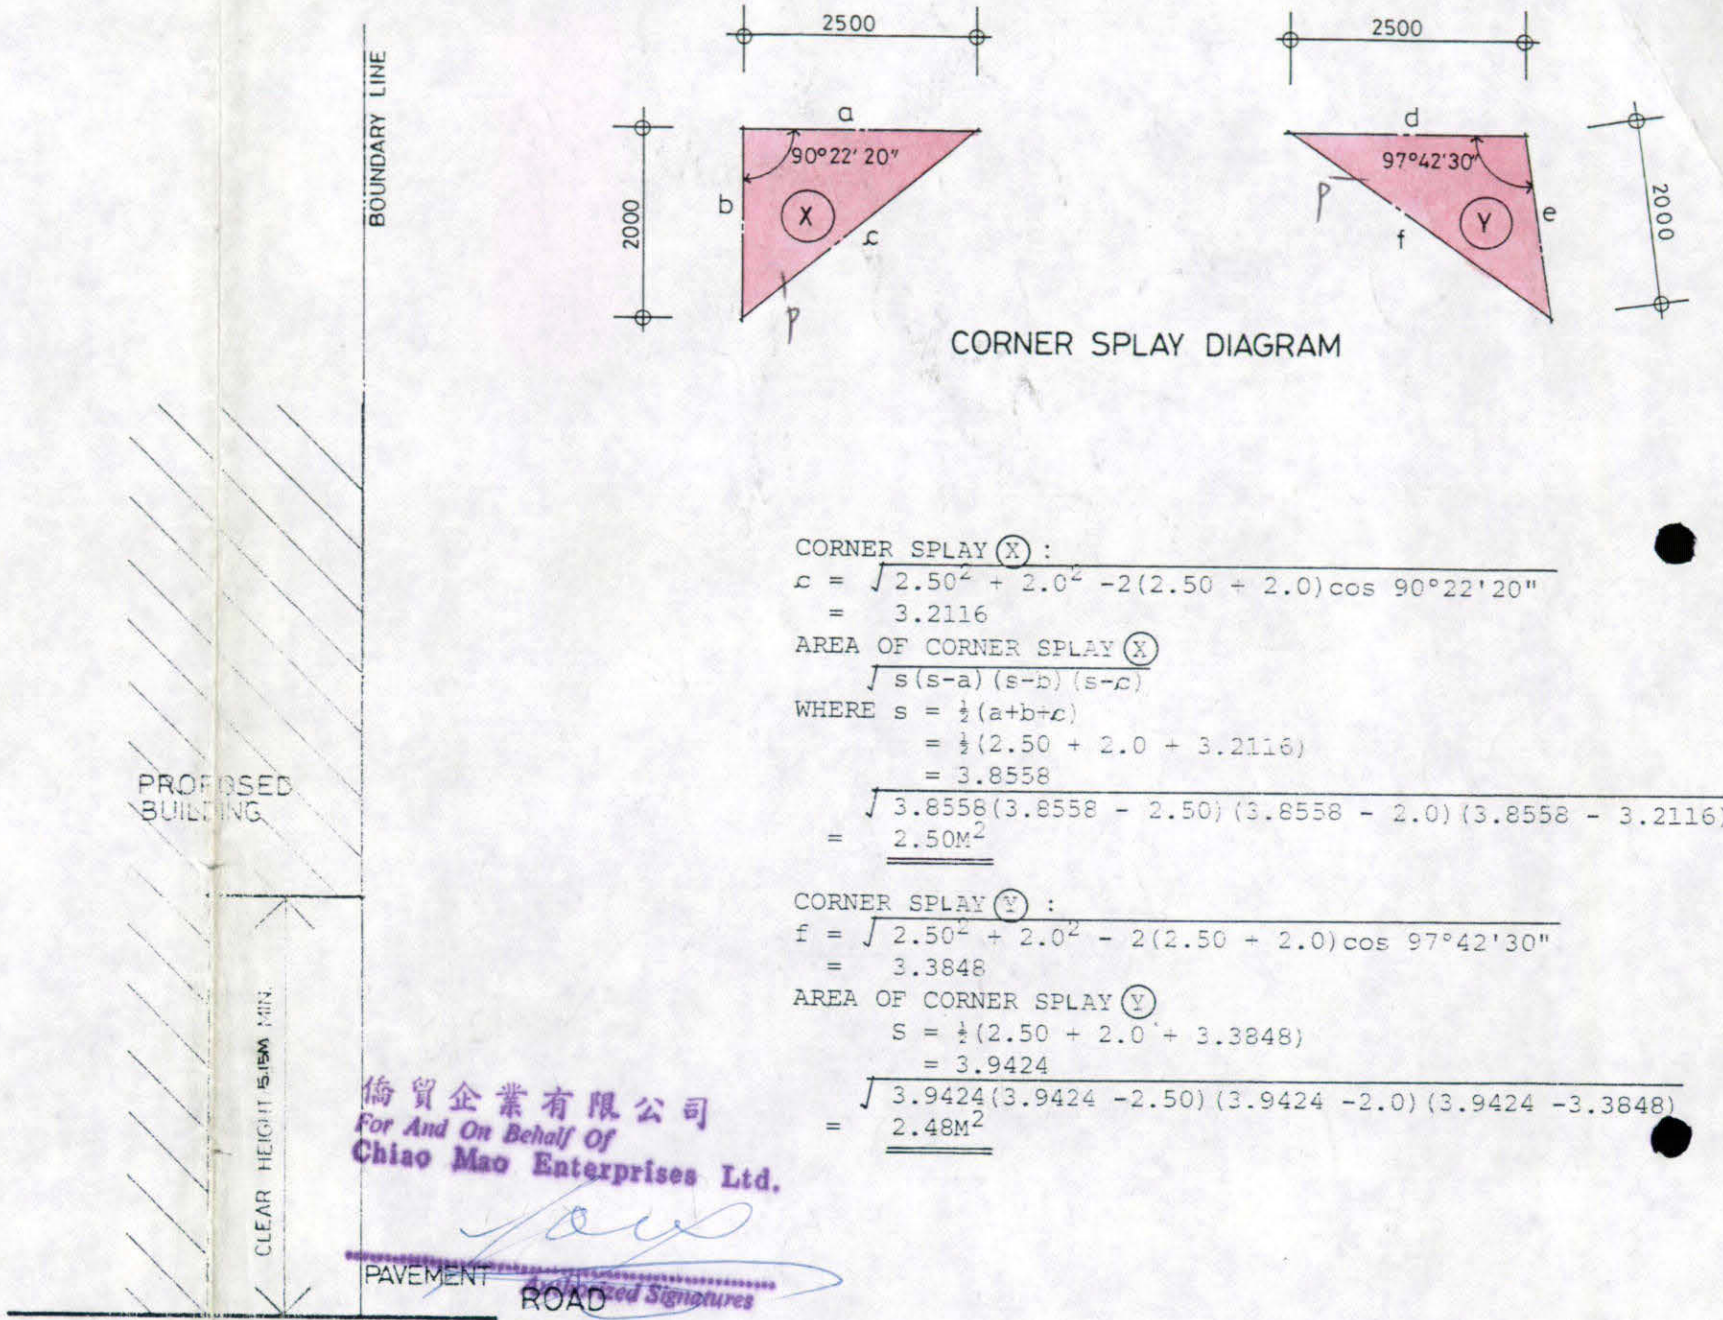 2500
2500
BOUNDARY LINE
a
90°22'20"
b
X
c
2000
p
d
97°42'30"
p
Y
e
f
2000
CORNER SPLAY DIAGRAM
CORNER SPLAY (X) :
c = √2.50² + 2.0² -2(2.50 + 2.0)cos 90°22'20"
= 3.2116
AREA OF CORNER SPLAY (X)
√s(s-a)(s-b)(s-c)
WHERE s = ½(a+b+c)
= ½(2.50 + 2.0 + 3.2116)
= 3.8558
√3.8558(3.8558 - 2.50)(3.8558 - 2.0)(3.8558 - 3.2116)
= 2.50M²
CORNER SPLAY (Y) :
f = √2.50² + 2.0² - 2(2.50 + 2.0)cos 97°42'30"
= 3.3848
AREA OF CORNER SPLAY (Y)
S = ½(2.50 + 2.0 + 3.3848)
= 3.9424
√3.9424(3.9424 -2.50)(3.9424 -2.0)(3.9424 -3.3848)
= 2.48M²
PROPOSED
BUILDING
CLEAR HEIGHT 5.15M MIN.
僑貿企業有限公司
For And On Behalf Of
Chiao Mao Enterprises Ltd.
Authorized Signatures
PAVEMENT
ROAD